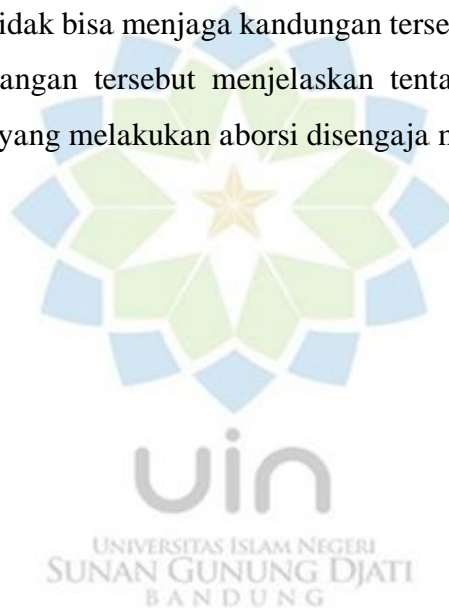 tidak bisa menjaga kandungan terse
angan tersebut menjelaskan tenta
yang melakukan aborsi disengaja
uin
UNIVERSITAS ISLAM NEGERI
SUNAN GUNUNG DJATI
BANDUNG